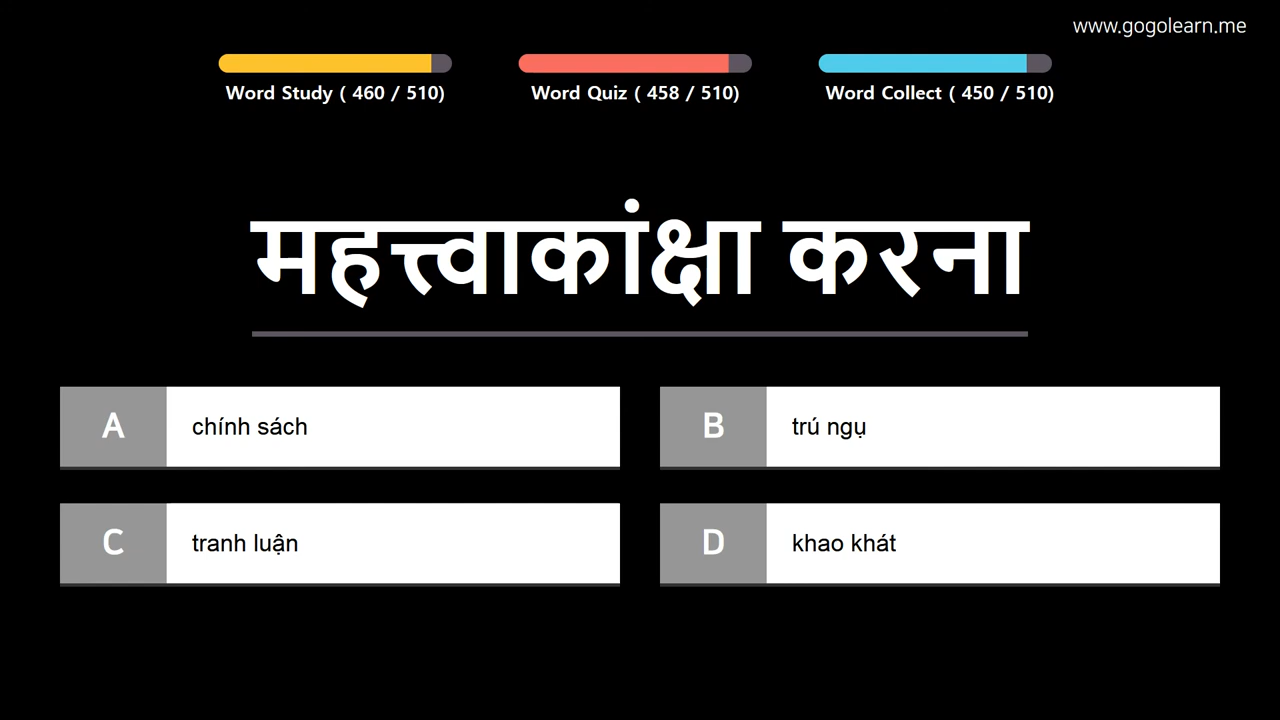 www.gogolearn.me
Word Study ( 460 / 510)
Word Quiz ( 458 / 510)
Word Collect ( 450 / 510)
महत्त्वाकांक्षा करना
A chính sách
B trú ngụ
C tranh luận
D khao khát